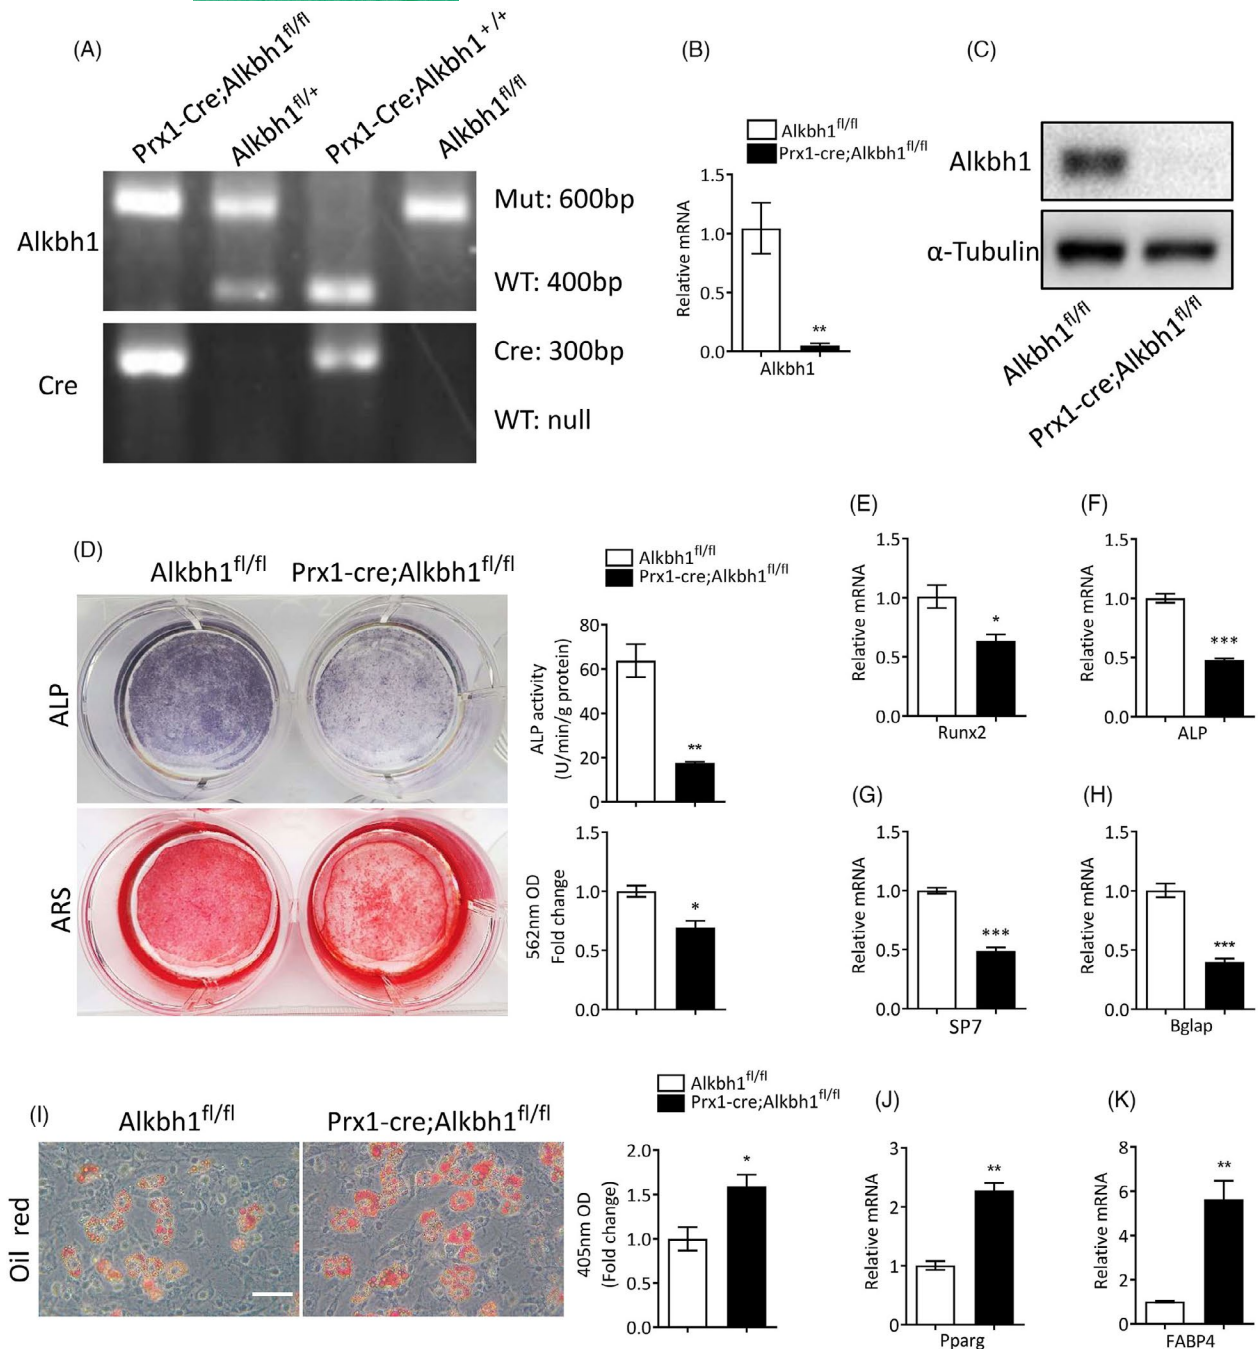 (A)
Prx1-Cre;Alkbh1fl/fl
Alkbh1fl/+
Prx1-Cre;Alkbh1+/+
Alkbh1fl/fl
Alkbh1
Mut: 600bp
WT: 400bp
Cre
Cre: 300bp
WT: null
(B)
Alkbh1fl/fl
Prx1-cre;Alkbh1fl/fl
Relative mRNA
1.5
1.0
0.5
0.0
**
Alkbh1
(C)
Alkbh1
α-Tubulin
Alkbh1fl/fl
Prx1-cre;Alkbh1fl/fl
(D)
Alkbh1fl/fl
Prx1-cre;Alkbh1fl/fl
ALP
ARS
Alkbh1fl/fl
Prx1-cre;Alkbh1fl/fl
ALP activity
(U/min/g protein)
80
60
40
20
0
**
562nm OD
Fold change
1.5
1.0
0.5
0.0
*
(E)
Relative mRNA
1.5
1.0
0.5
0.0
*
Runx2
(F)
Relative mRNA
1.5
1.0
0.5
0.0
***
ALP
(G)
Relative mRNA
1.5
1.0
0.5
0.0
***
SP7
(H)
Relative mRNA
1.5
1.0
0.5
0.0
***
Bglap
(I)
Alkbh1fl/fl
Prx1-cre;Alkbh1fl/fl
Oil red
Alkbh1fl/fl
Prx1-cre;Alkbh1fl/fl
405nm OD
(Fold change)
2.0
1.5
1.0
0.5
0.0
*
(J)
Relative mRNA
3
2
1
0
**
Pparg
(K)
Relative mRNA
8
6
4
2
0
**
FABP4